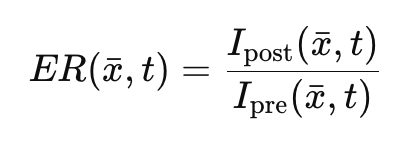 ER(x̄, t) = I_post(x̄, t) / I_pre(x̄, t)